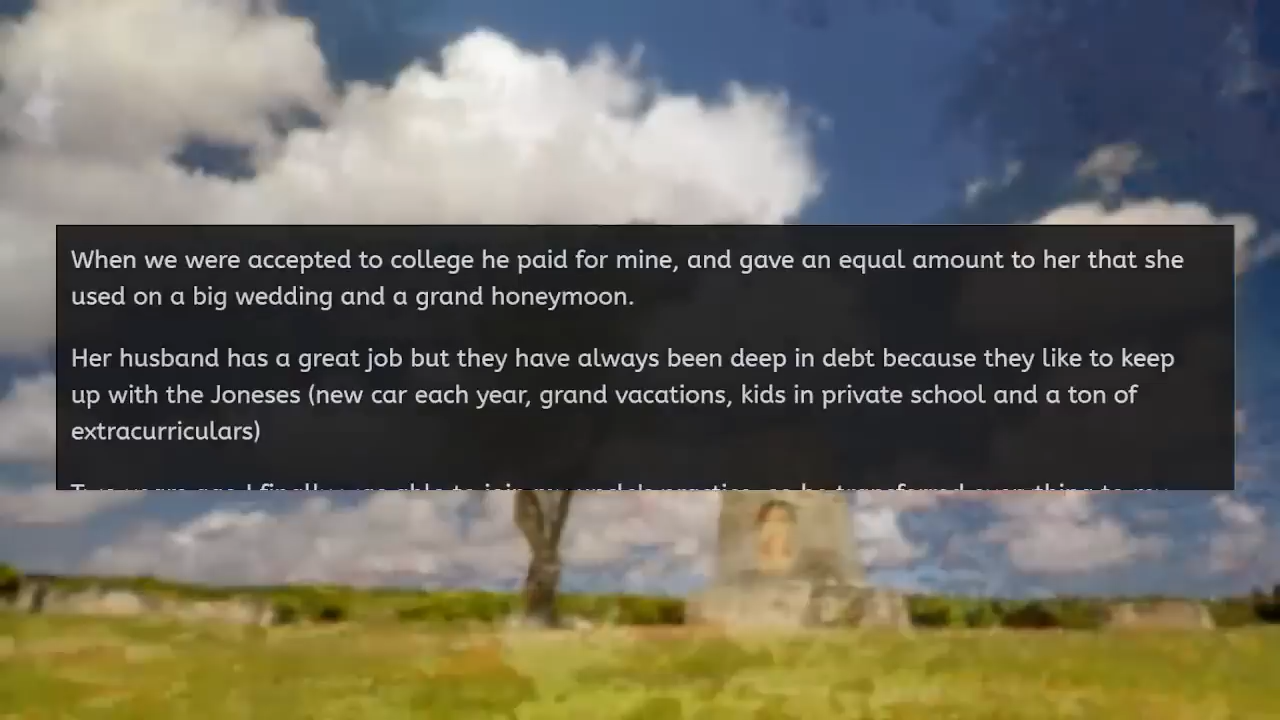 When we were accepted to college he paid for mine, and gave an equal amount to her that she
used on a big wedding and a grand honeymoon.
Her husband has a great job but they have always been deep in debt because they like to keep
up with the Joneses (new car each year, grand vacations, kids in private school and a ton of
extracurriculars)